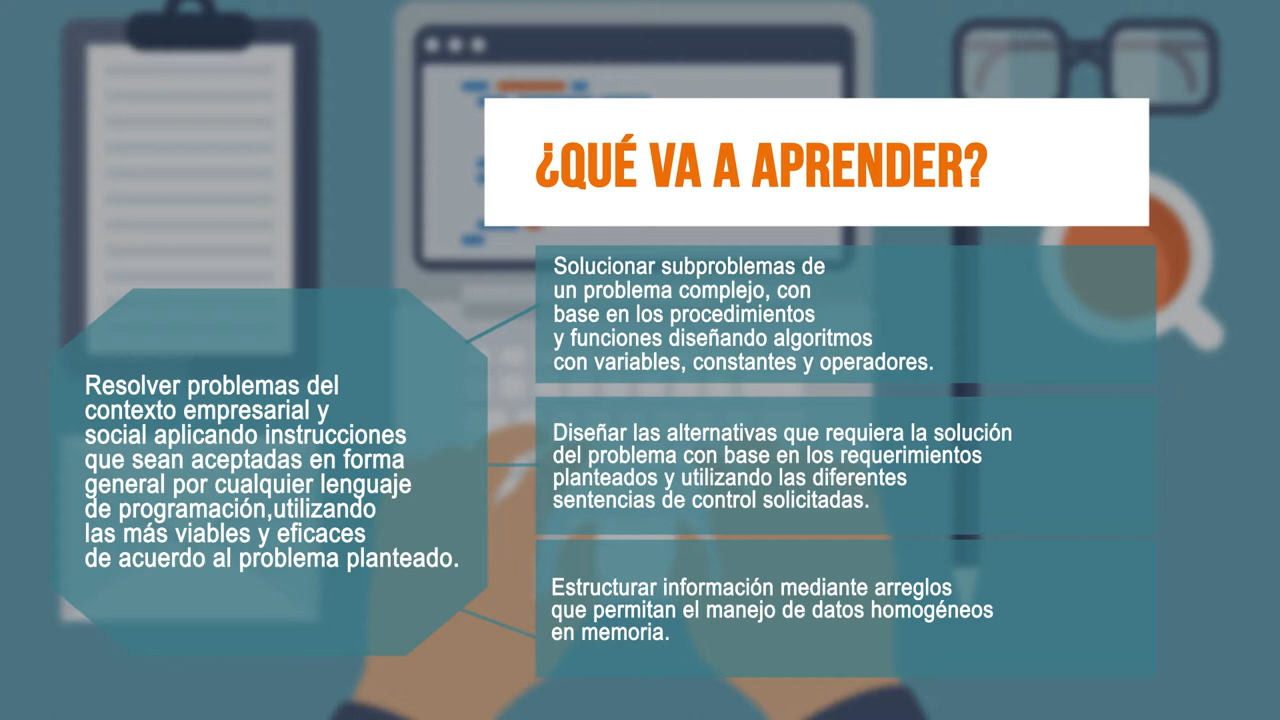 ¿QUÉ VA A APRENDER?
Resolver problemas del
contexto empresarial y
social aplicando instrucciones
que sean aceptadas en forma
general por cualquier lenguaje
de programación,utilizando
las más viables y eficaces
de acuerdo al problema planteado.
Solucionar subproblemas de
un problema complejo, con
base en los procedimientos
y funciones diseñando algoritmos
con variables, constantes y operadores.
Diseñar las alternativas que requiera la solución
del problema con base en los requerimientos
planteados y utilizando las diferentes
sentencias de control solicitadas.
Estructurar información mediante arreglos
que permitan el manejo de datos homogéneos
en memoria.